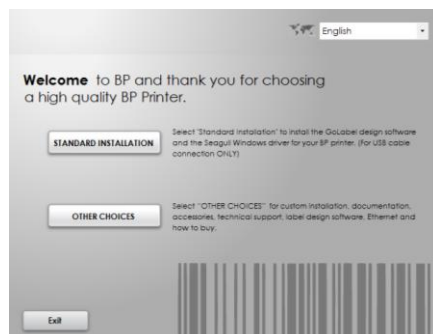 English
Welcome to BP and thank you for choosing
a high quality BP Printer.
STANDARD INSTALLATION
Select 'Standard installation' to install the GoLabel design software
and the Seagull Windows driver for your BP printer. (For USB cable
connection ONLY)
OTHER CHOICES
Select "OTHER CHOICES" for custom installation, documentation,
accessories, technical support, label design software, Ethernet and
how to buy.
Exit